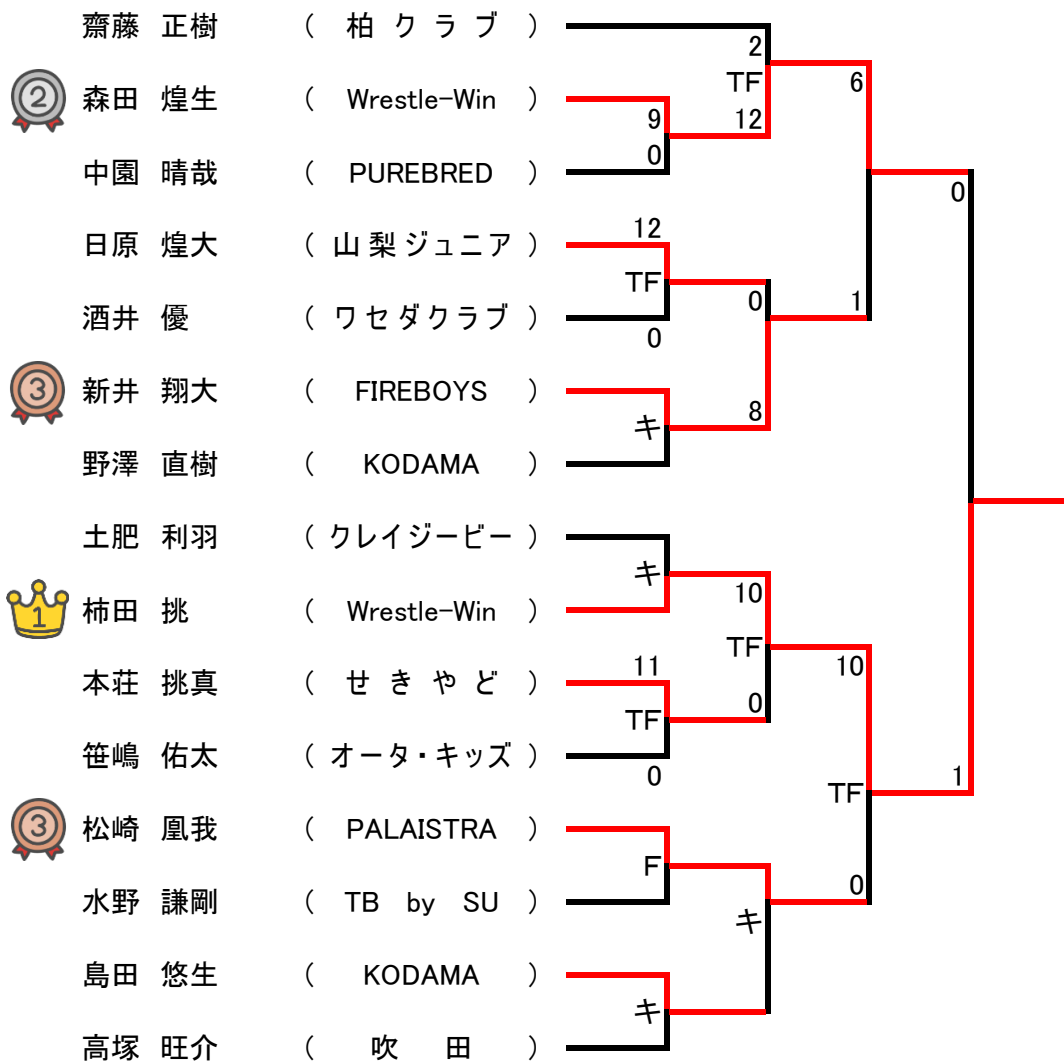 齋藤 正樹 ( 柏クラブ )
2
② 森田 煌生 ( Wrestle-Win )
TF 6
9 12
0
中園 晴哉 ( PUREBRED )
0
日原 煌大 ( 山梨ジュニア )
12
TF
0 1
酒井 優 ( ワセダクラブ )
0
③ 新井 翔大 ( FIREBOYS )
キ 8
野澤 直樹 ( KODAMA )
土肥 利羽 ( クレイジービー )
キ
10
① 柿田 挑 ( Wrestle-Win )
TF
本荘 挑真 ( せきやど )
11 10
TF 0
笹嶋 佑太 ( オータ・キッズ )
0 1
TF
③ 松崎 凰我 ( PALAISTRA )
F
0
水野 謙剛 ( TB by SU )
キ
島田 悠生 ( KODAMA )
キ
高塚 旺介 ( 吹田 )